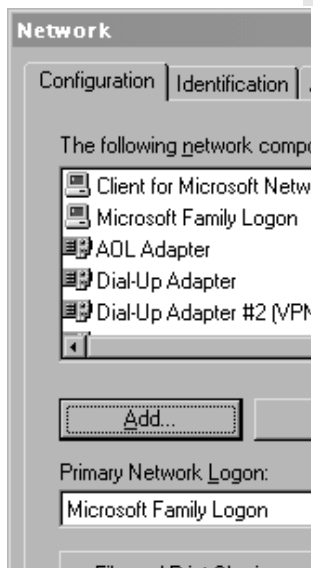 Network
Configuration Identification
The following network compo
Client for Microsoft Netw
Microsoft Family Logon
AOL Adapter
Dial-Up Adapter
Dial-Up Adapter #2 (VPN
Add...
Primary Network Logon:
Microsoft Family Logon